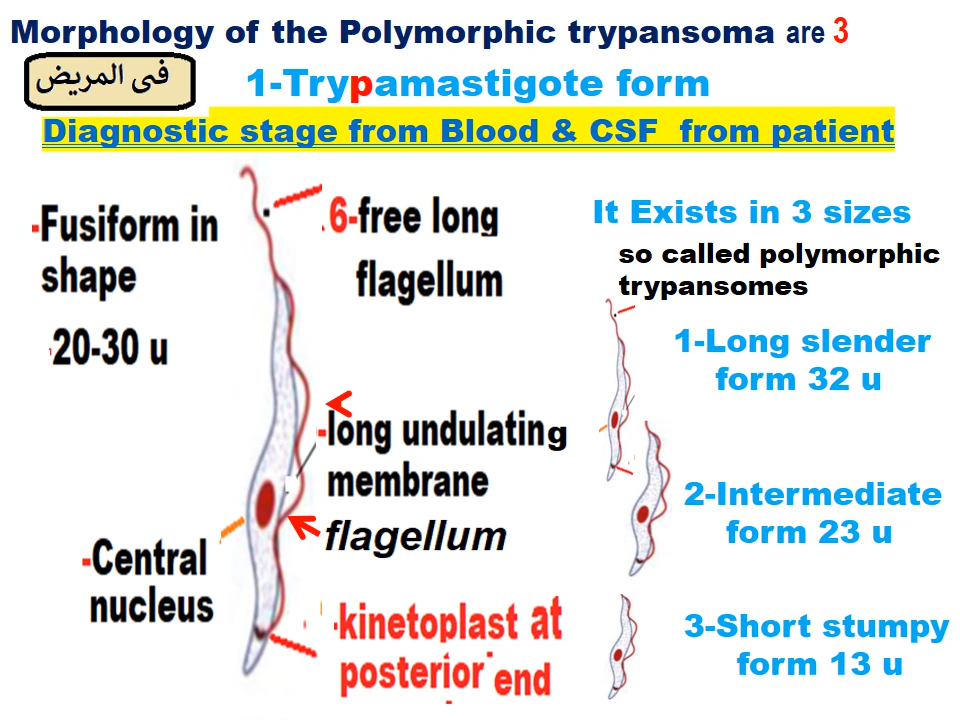 Morphology of the Polymorphic trypansoma are 3
فى المريض
1-Trypamastigote form
Diagnostic stage from Blood & CSF from patient
-Fusiform in
shape
-20-30 u
6-free long
flagellum
-long undulating
membrane
flagellum
-Central
nucleus
-kinetoplast at
posterior end
It Exists in 3 sizes
so called polymorphic
trypansomes
1-Long slender
form 32 u
2-Intermediate
form 23 u
3-Short stumpy
form 13 u